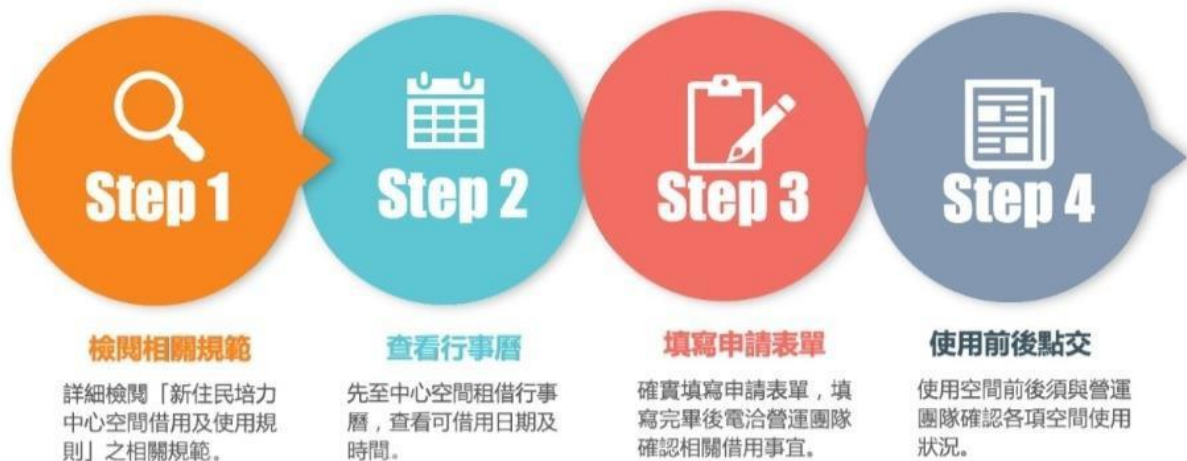 Step 1
Step 2
Step 3
Step 4
檢閱相關規範
詳細檢閱「新住民培力
中心空間借用及使用規
則」之相關規範.
查看行事曆
先至中心空間租借行事
曆,查看可借用日期及
時間。
填寫申請表單
確實填寫申請表單,填
寫完畢後電洽營運團隊
確認相關借用事宜。
使用前後點交
使用空間前後須與營運
團隊確認各項空間使用
狀況。